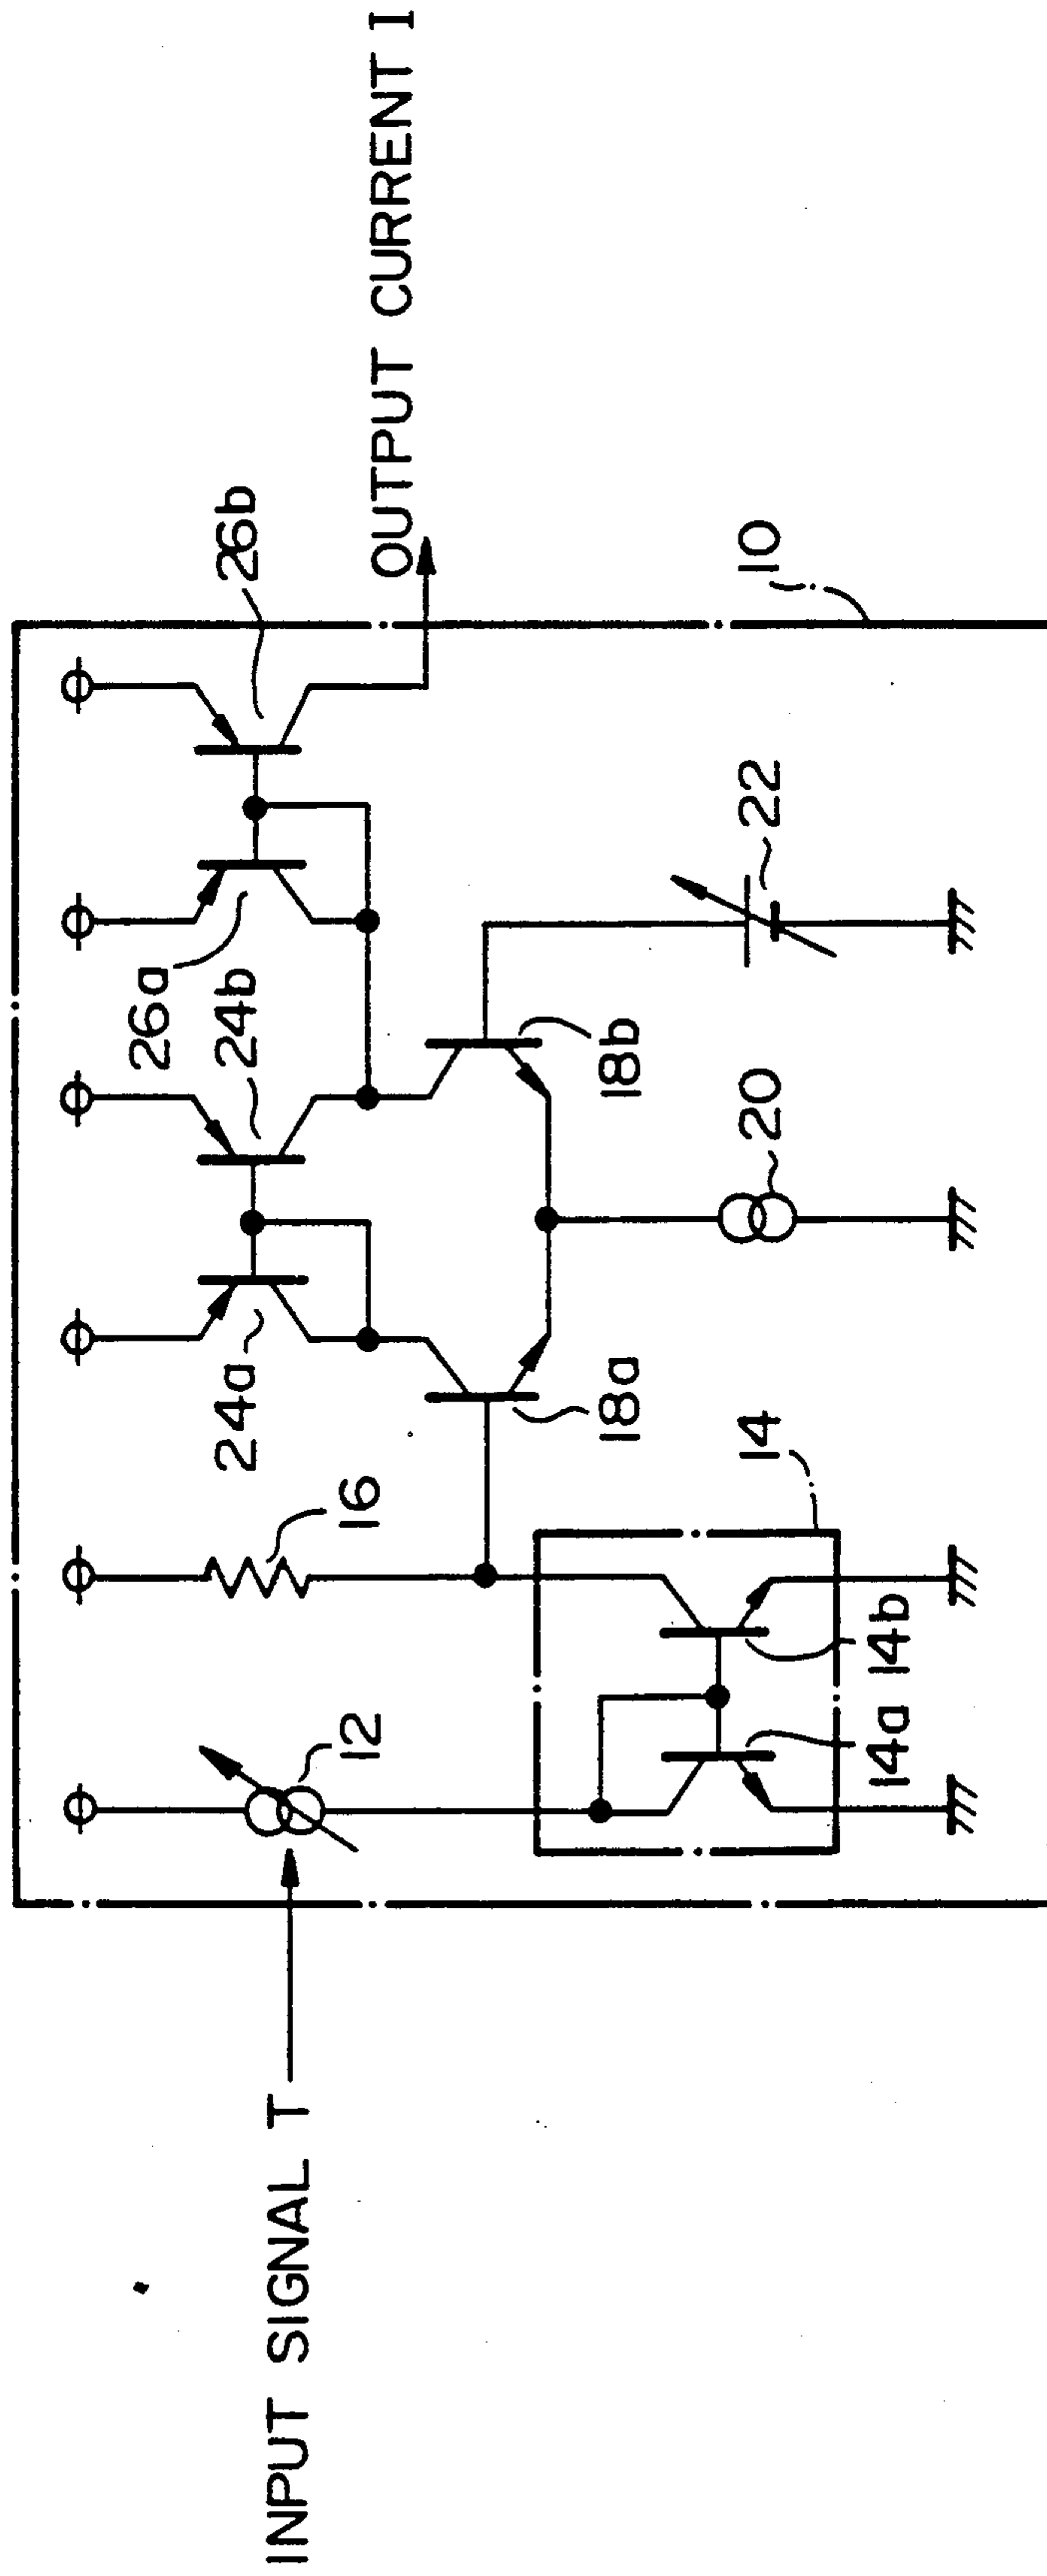 INPUT SIGNAL T
12
14a
14b
14
16
24a
18a
20
18b
24b
26a
22
26b
10
OUTPUT CURRENT I